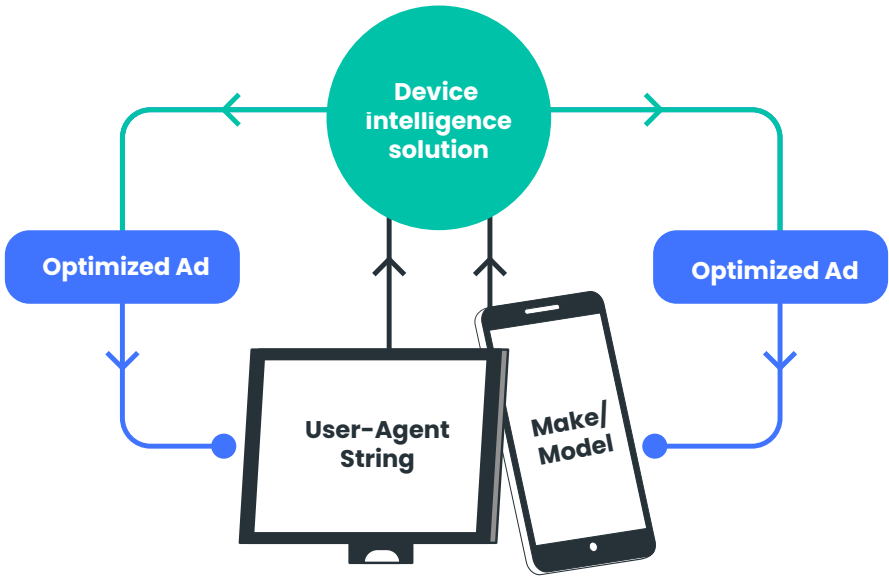 Device
intelligence
solution
Optimized Ad
Optimized Ad
User-Agent
String
Make/
Model